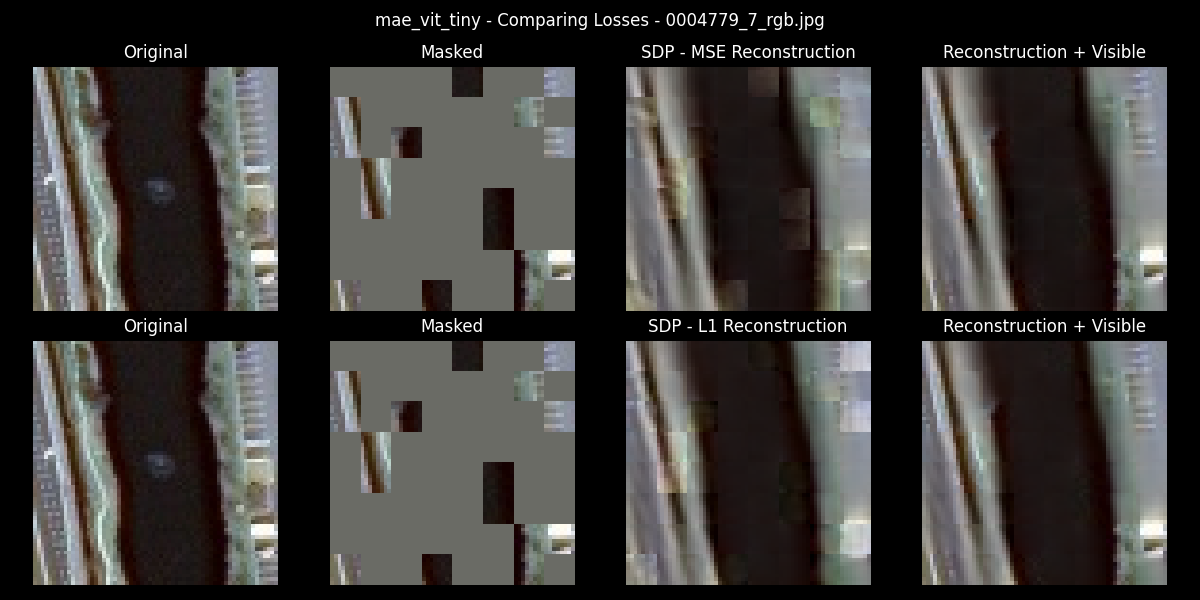 mae_vit_tiny - Comparing Losses - 0004779_7_rgb.jpg
Original
Masked
SDP - MSE Reconstruction
Reconstruction + Visible
Original
Masked
SDP - L1 Reconstruction
Reconstruction + Visible